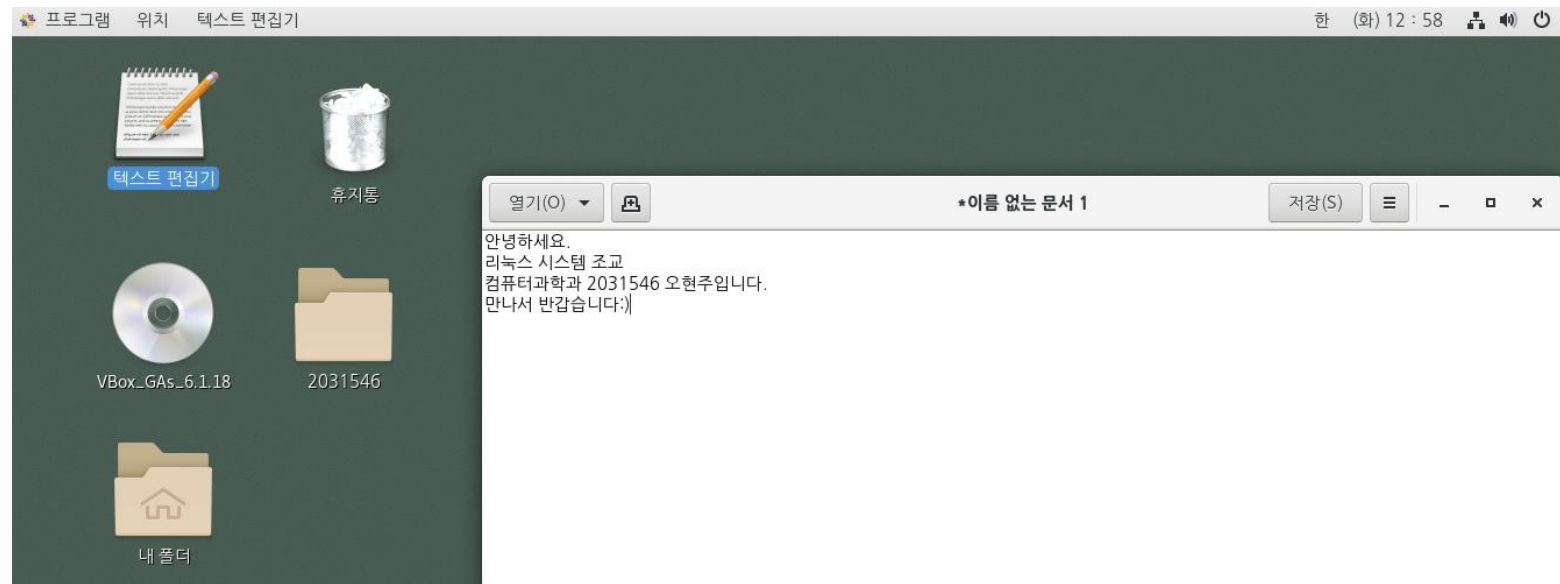 프로그램 위치 텍스트 편집기 한 (화) 12 : 58
텍스트 편집기
휴지통
VBox_GAs_6.1.18
2031546
내 폴더
열기(O) *이름 없는 문서 1 저장(S)
안녕하세요.
리눅스 시스템 조교
컴퓨터과학과 2031546 오현주입니다.
만나서 반갑습니다:)